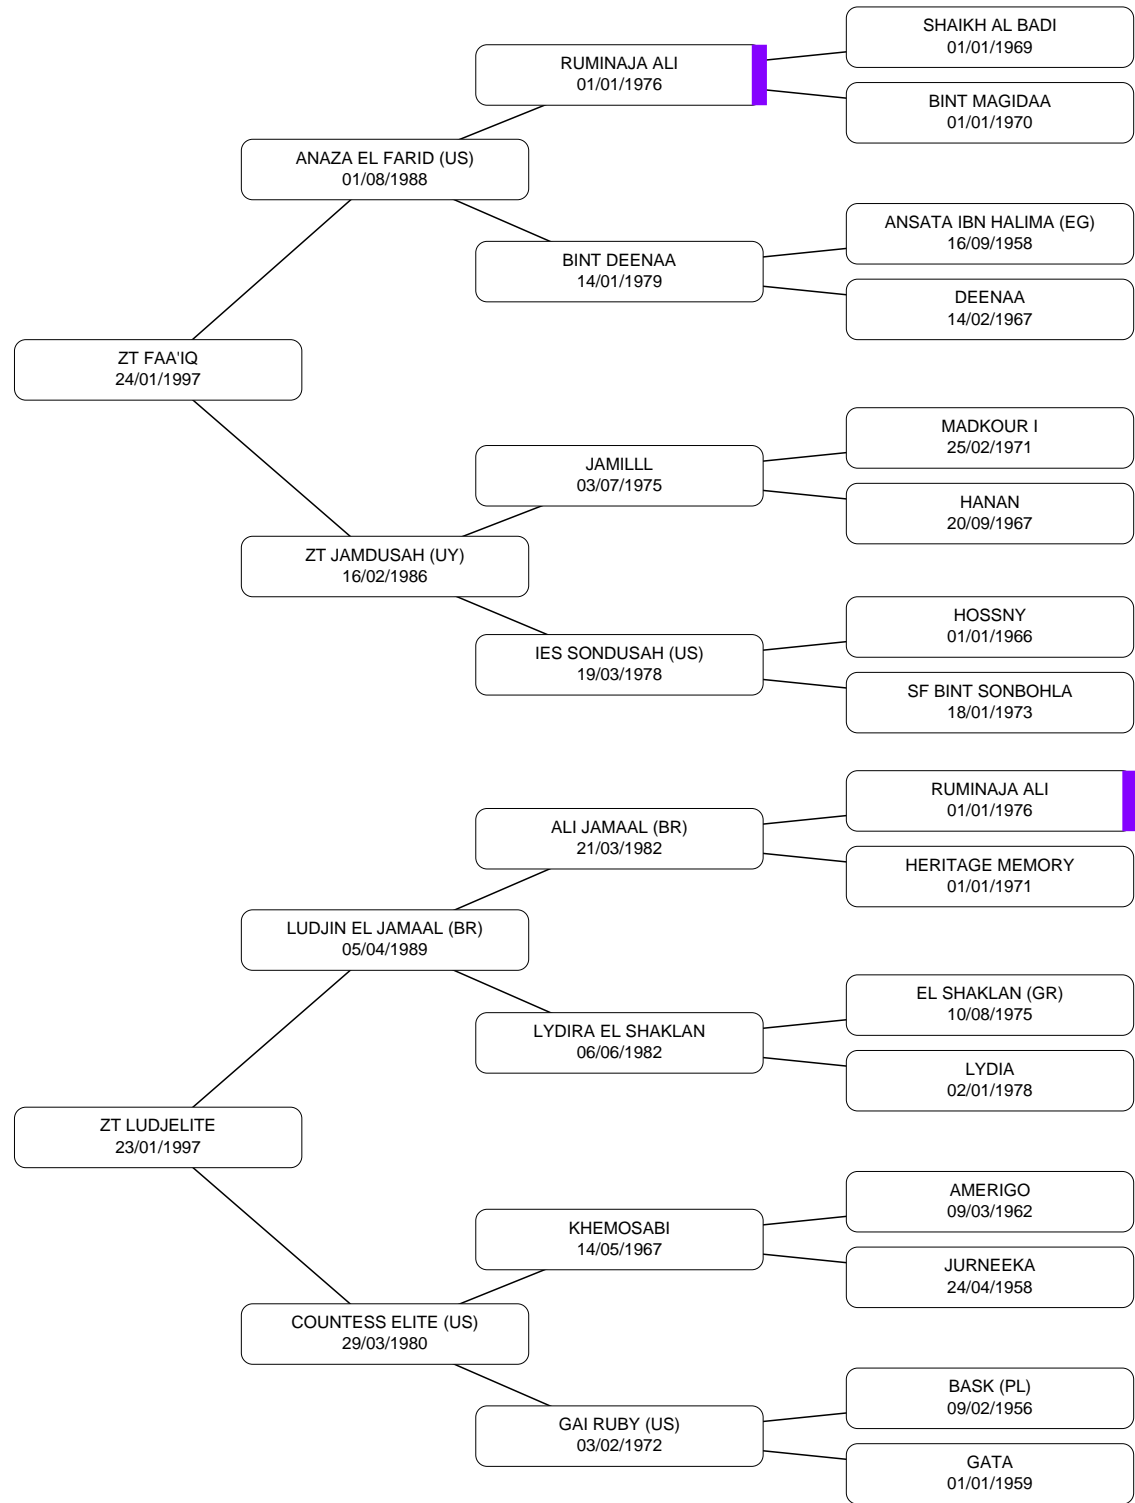 SHAIKH AL BADI
01/01/1969
RUMINAJA ALI
01/01/1976
BINT MAGIDAA
01/01/1970
ANAZA EL FARID (US)
01/08/1988
ANSATA IBN HALIMA (EG)
16/09/1958
BINT DEENAA
14/01/1979
DEENAA
14/02/1967
ZT FAA'IQ
24/01/1997
MADKOUR I
25/02/1971
JAMILLL
03/07/1975
HANAN
20/09/1967
ZT JAMDUSAH (UY)
16/02/1986
HOSSNY
01/01/1966
IES SONDUSAH (US)
19/03/1978
SF BINT SONBOHLA
18/01/1973
RUMINAJA ALI
01/01/1976
ALI JAMAAL (BR)
21/03/1982
HERITAGE MEMORY
01/01/1971
LUDJIN EL JAMAAL (BR)
05/04/1989
EL SHAKLAN (GR)
10/08/1975
LYDIRA EL SHAKLAN
06/06/1982
LYDIA
02/01/1978
ZT LUDJELITE
23/01/1997
AMERIGO
09/03/1962
KHEMOSABI
14/05/1967
JURNEEKA
24/04/1958
COUNTESS ELITE (US)
29/03/1980
BASK (PL)
09/02/1956
GAI RUBY (US)
03/02/1972
GATA
01/01/1959